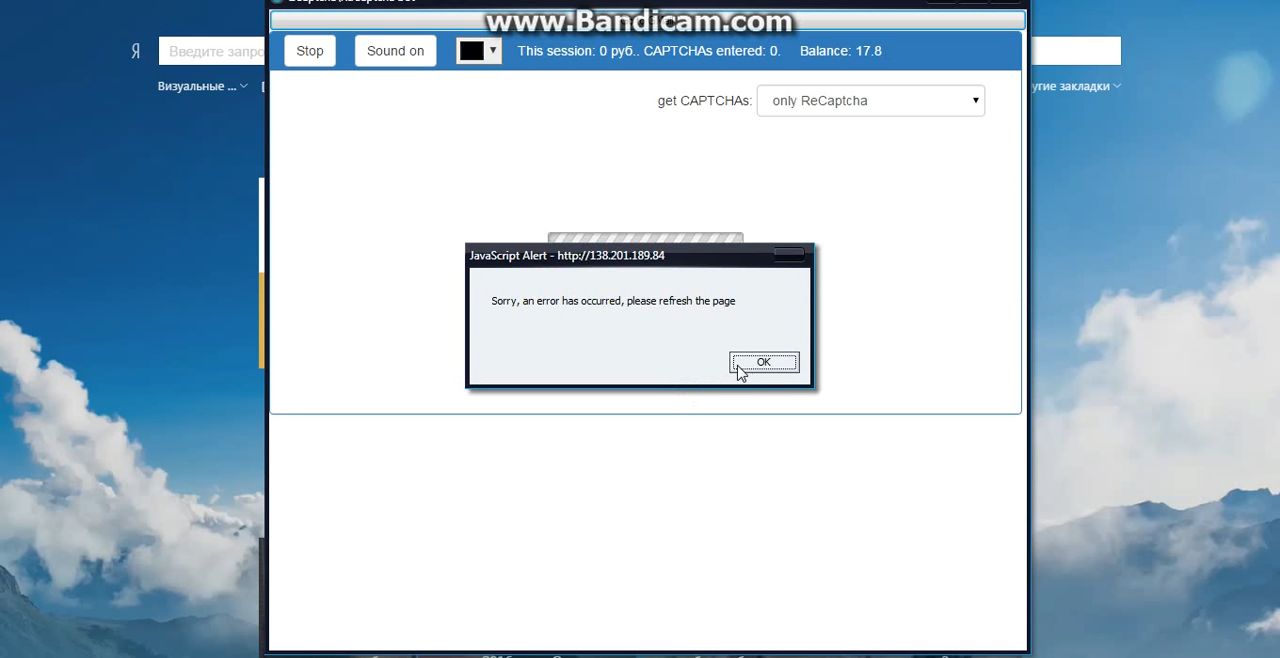 www.Bandicam.com
Я
Введите запро
Stop
Sound on
This session: 0 руб.. CAPTCHAs entered: 0.
Balance: 17.8
Визуальные ...
угие закладки
get CAPTCHAs:
only ReCaptcha
JavaScript Alert - http://138.201.189.84
Sorry, an error has occurred, please refresh the page
OK